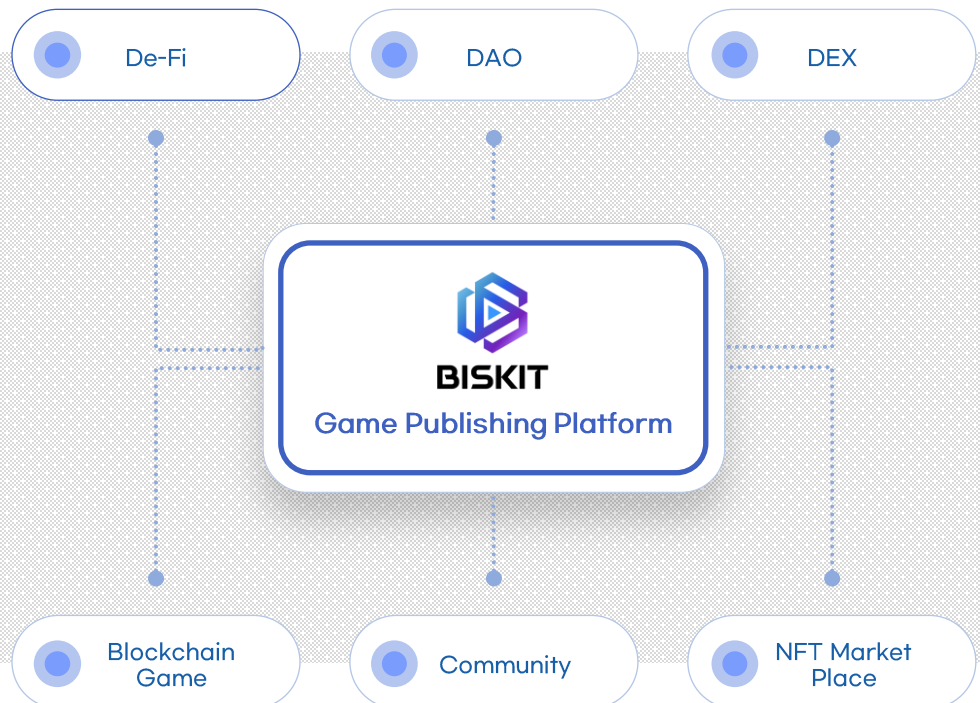 De-Fi
DAO
DEX
BISKIT
Game Publishing Platform
Blockchain
Game
Community
NFT Market
Place